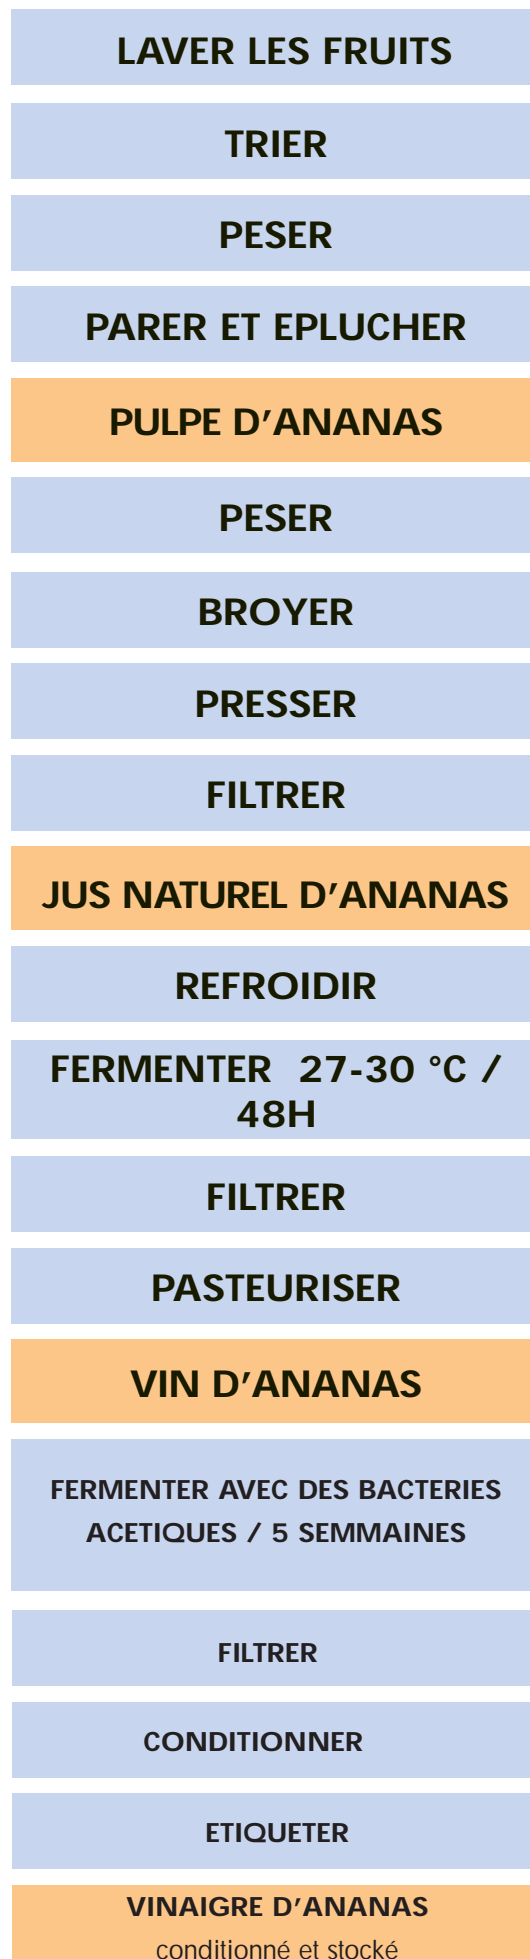 LAVER LES FRUITS
TRIER
PESER
PARER ET EPLUCHER
PULPE D’ANANAS
PESER
BROYER
PRESSER
FILTRER
JUS NATUREL D’ANANAS
REFROIDIR
FERMENTER 27-30 °C /
48H
FILTRER
PASTEURISER
VIN D’ANANAS
FERMENTER AVEC DES BACTERIES
ACETIQUES / 5 SEMMAINES
FILTRER
CONDITIONNER
ETIQUETER
VINAIGRE D’ANANAS
conditionné et stocké